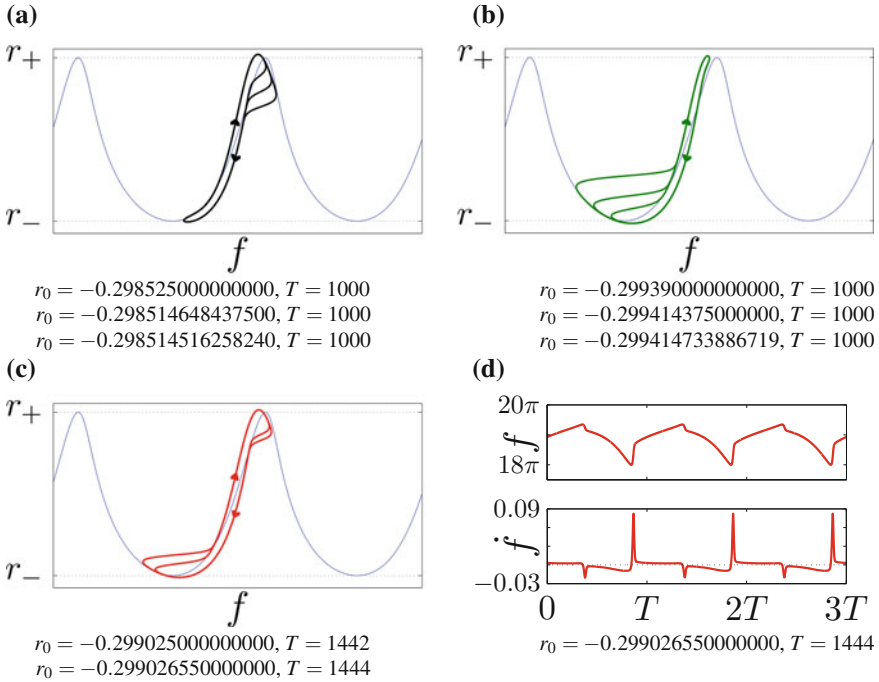 (a)
r₊
r₋
f
r₀ = −0.298525000000000, T = 1000
r₀ = −0.298514648437500, T = 1000
r₀ = −0.298514516258240, T = 1000
(b)
r₊
r₋
f
r₀ = −0.299390000000000, T = 1000
r₀ = −0.299414375000000, T = 1000
r₀ = −0.299414733886719, T = 1000
(c)
r₊
r₋
f
r₀ = −0.299025000000000, T = 1442
r₀ = −0.299026550000000, T = 1444
(d)
20π
f
18π
0.09
ḟ
−0.03
0 T 2T 3T
r₀ = −0.299026550000000, T = 1444